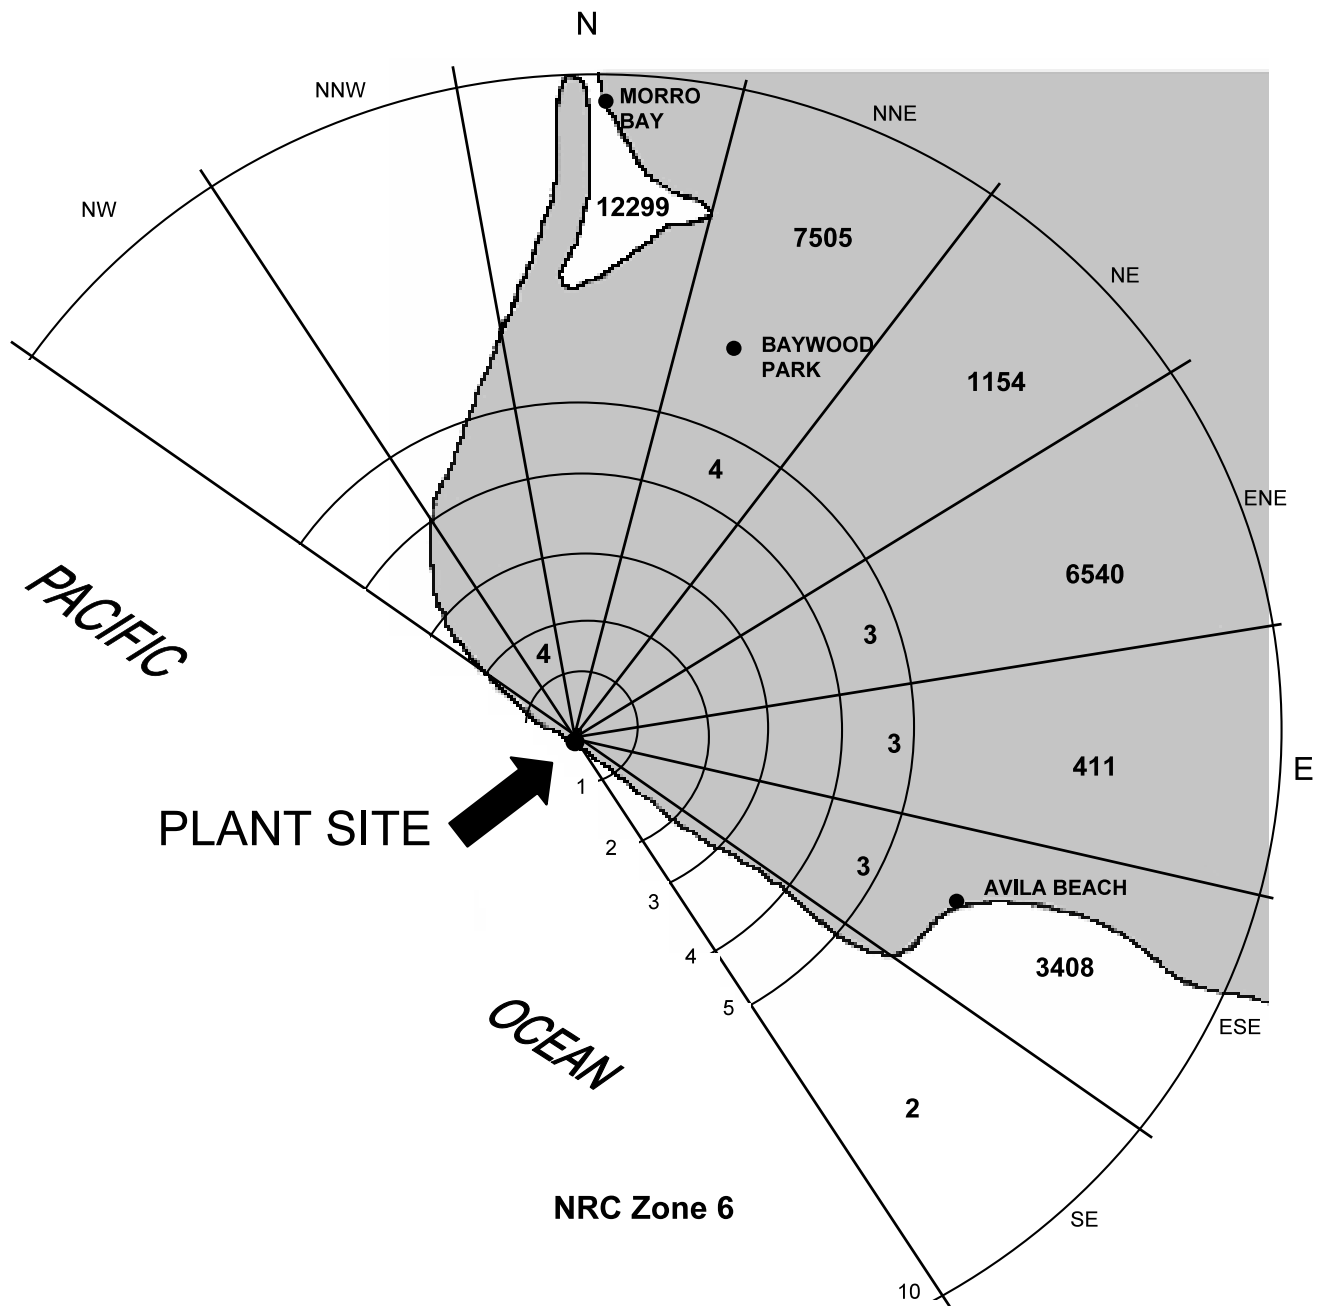 N
NNW
MORRO
BAY
NNE
NW
12299
7505
NE
BAYWOOD
PARK
1154
4
ENE
6540
PACIFIC
3
4
3
E
411
1
PLANT SITE
2
3
AVILA BEACH
3
4
3408
5
OCEAN
ESE
2
NRC Zone 6
SE
10